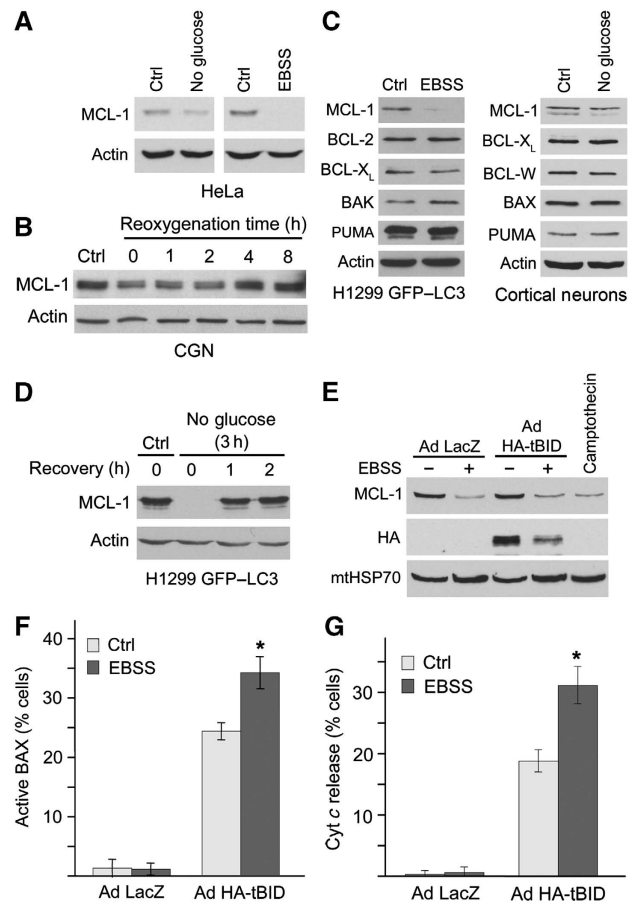 A
Ctrl
No glucose
Ctrl
EBSS
MCL-1
Actin
HeLa
B
Reoxygenation time (h)
Ctrl 0 1 2 4 8
MCL-1
Actin
CGN
C
Ctrl EBSS
MCL-1
BCL-2
BCL-XL
BAK
PUMA
Actin
H1299 GFP–LC3
Ctrl
No glucose
MCL-1
BCL-XL
BCL-W
BAX
PUMA
Actin
Cortical neurons
D
No glucose
Ctrl (3 h)
Recovery (h) 0 0 1 2
MCL-1
Actin
H1299 GFP–LC3
E
Ad
Ad LacZ HA-tBID
Camptothecin
EBSS – + – +
MCL-1
HA
mtHSP70
F
Active BAX (% cells)
40
30
20
10
Ctrl
EBSS
*
Ad LacZ Ad HA-tBID
G
Cyt c release (% cells)
30
20
10
Ctrl
EBSS
*
Ad LacZ Ad HA-tBID